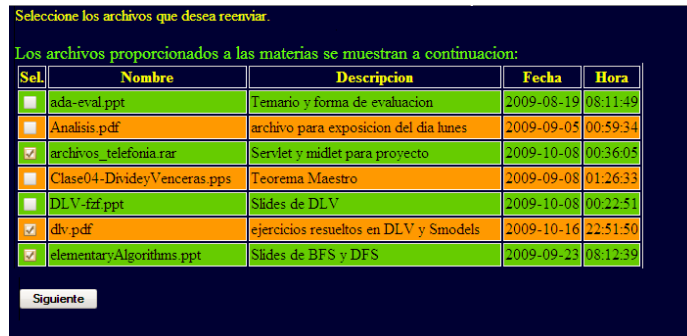 Seleccione los archivos que desea reenviar.
Los archivos proporcionados a las materias se muestran a continuacion:
Sel. Nombre Descripcion Fecha Hora
ada-eval.ppt Temario y forma de evaluacion 2009-08-19 08:11:49
Analisis.pdf archivo para exposicion del dia lunes 2009-09-05 00:59:34
archivos_telefonia.rar Servlet y midlet para proyecto 2009-10-08 00:36:05
Clase04-DivideyVenceras.pps Teorema Maestro 2009-09-08 01:26:33
DLV-fzf.ppt Slides de DLV 2009-10-08 00:22:51
dlv.pdf ejercicios resueltos en DLV y Smodels 2009-10-16 22:51:50
elementaryAlgorithms.ppt Slides de BFS y DFS 2009-09-23 08:12:39
Siguiente